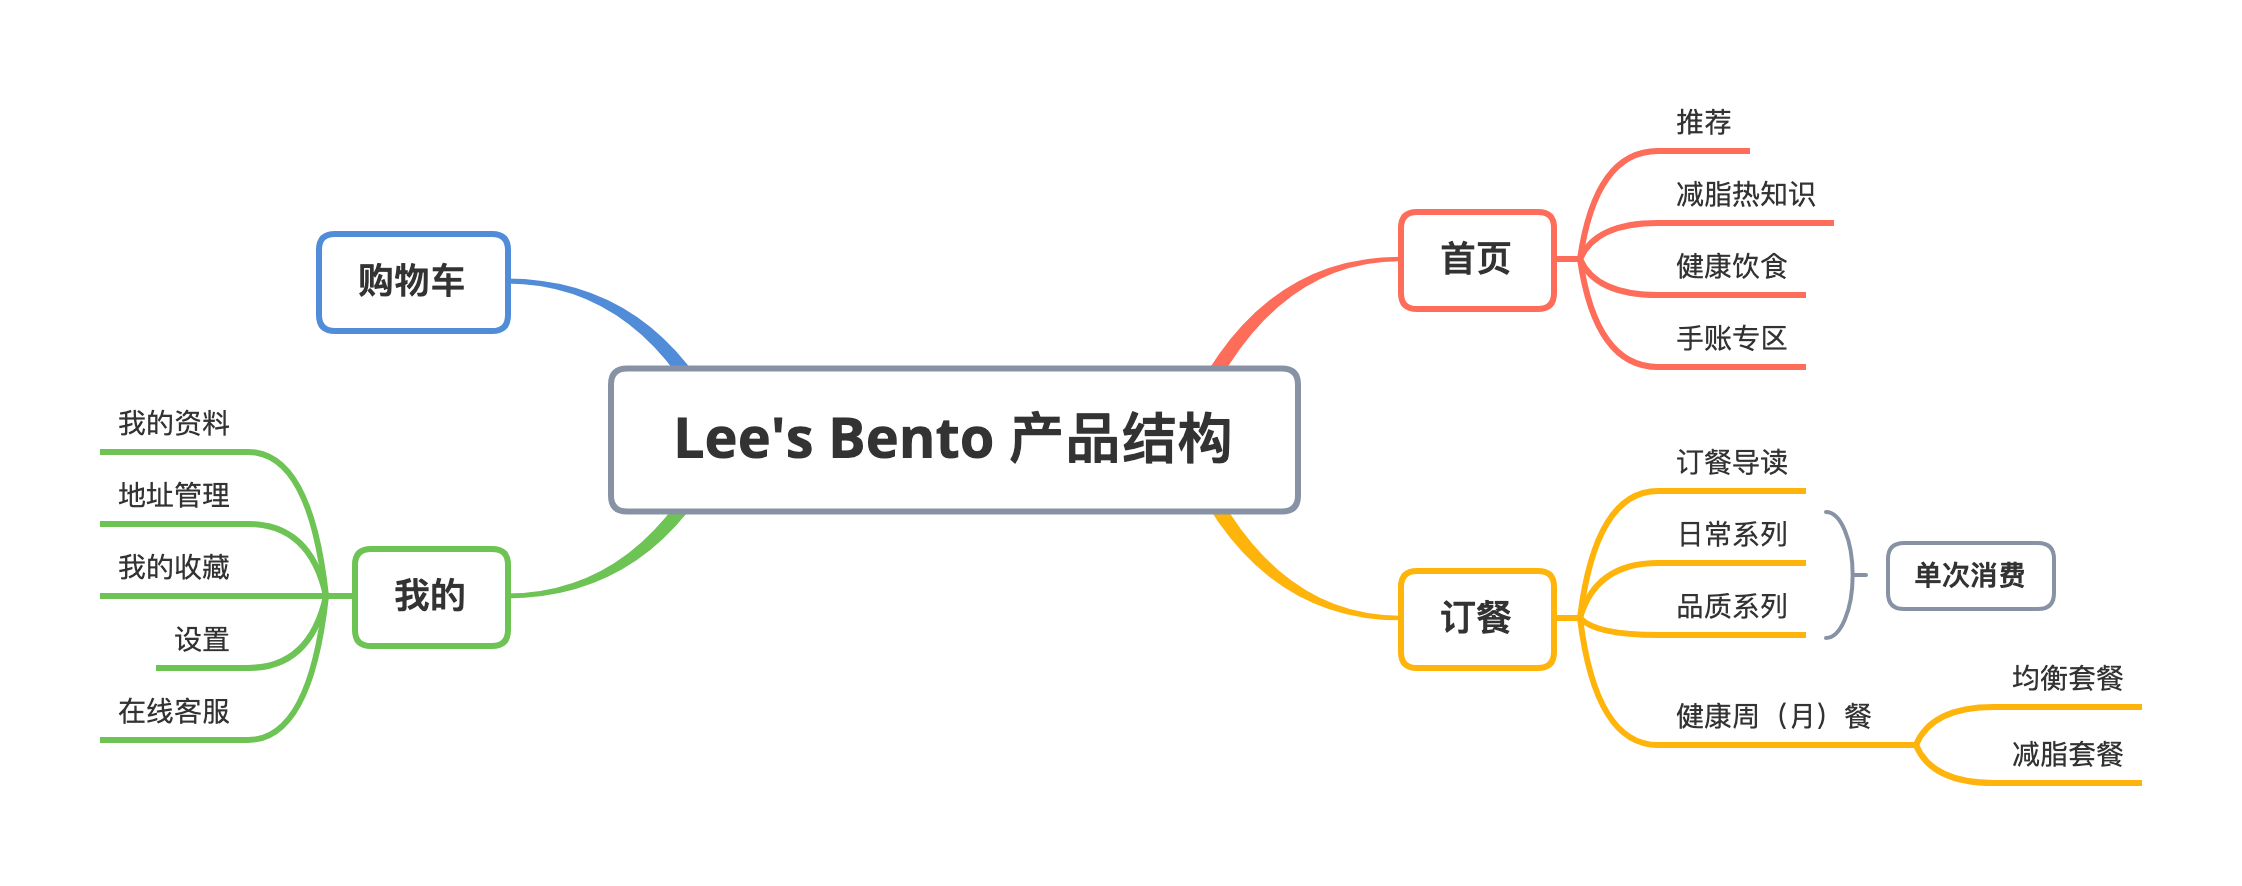 Lee's Bento 产品结构
首页
推荐
减脂热知识
健康饮食
手账专区
订餐
订餐导读
日常系列
品质系列
单次消费
健康周（月）餐
均衡套餐
减脂套餐
购物车
我的
我的资料
地址管理
我的收藏
设置
在线客服